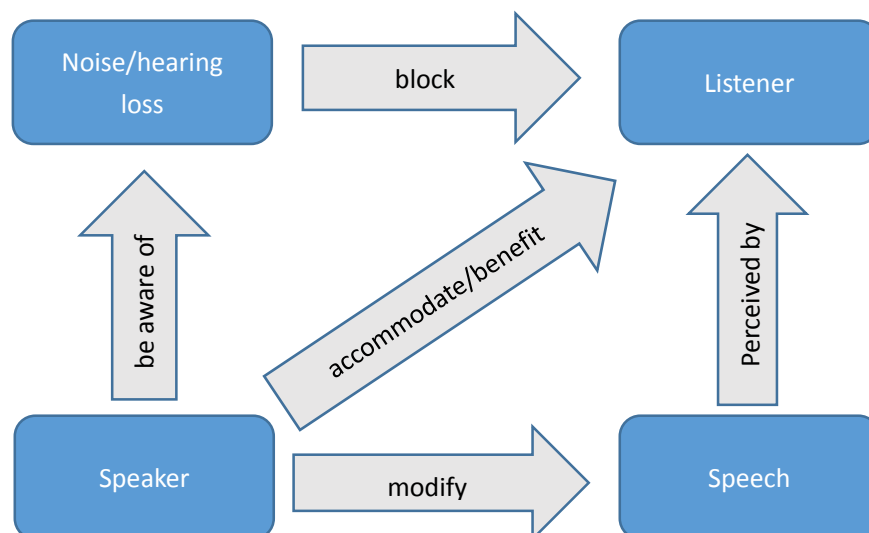 Noise/hearing
loss
block
Listener
be aware of
accommodate/benefit
Perceived by
Speaker
modify
Speech